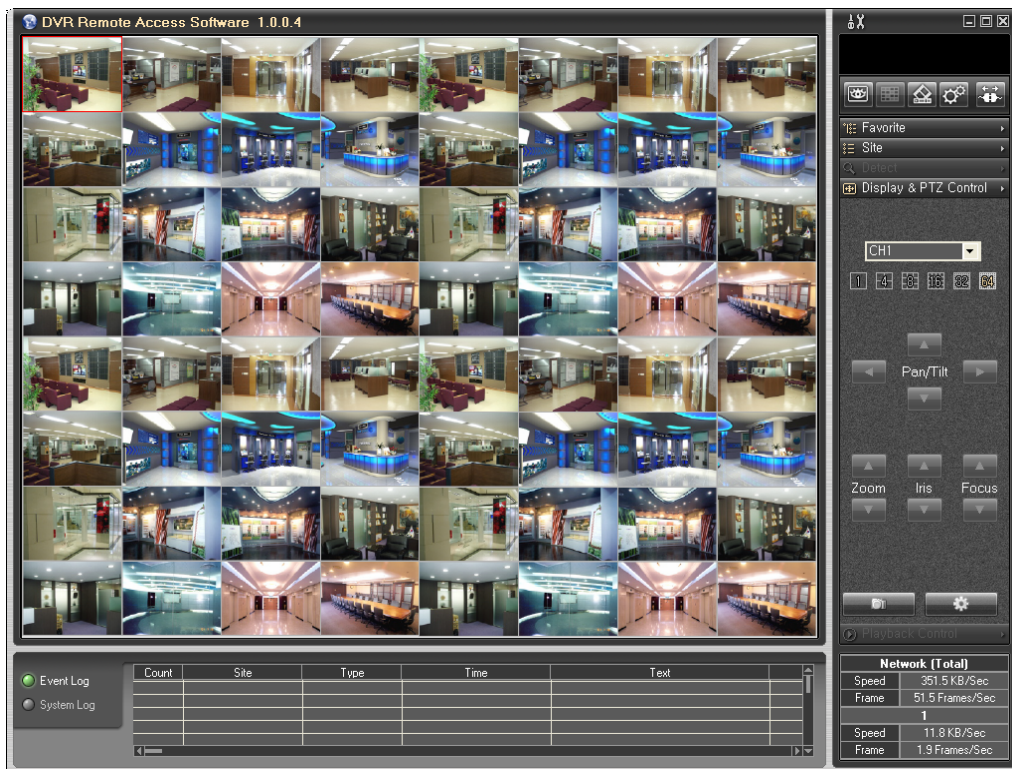 DVR Remote Access Software 1.0.0.4
Favorite
Site
Detect
Display & PTZ Control
CH1
1 4 8 16 32 64
Pan/Tilt
Zoom Iris Focus
Playback Control
Event Log
System Log
Count Site Type Time Text
Network (Total)
Speed 351.5 KB/Sec
Frame 51.5 Frames/Sec
1
Speed 11.8 KB/Sec
Frame 1.9 Frames/Sec